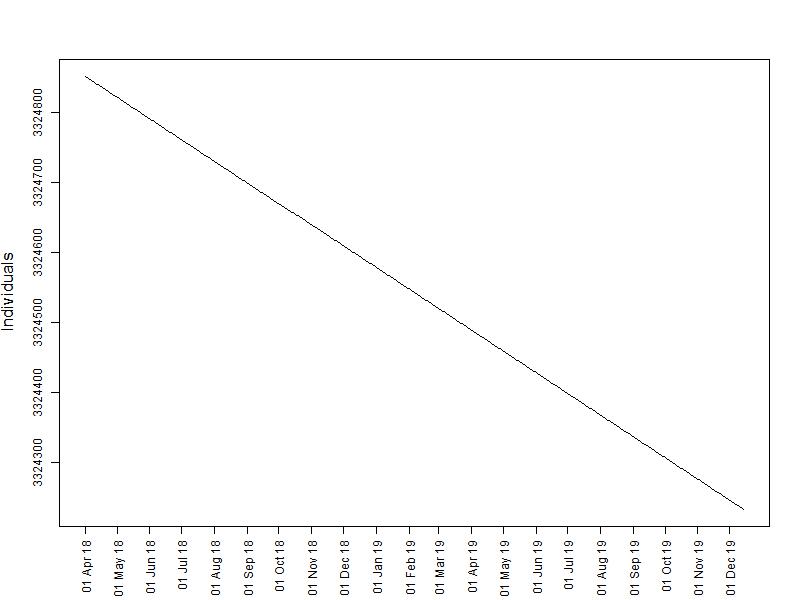 Individuals
3324800
3324700
3324600
3324500
3324400
3324300
01 Apr 18
01 May 18
01 Jun 18
01 Jul 18
01 Aug 18
01 Sep 18
01 Oct 18
01 Nov 18
01 Dec 18
01 Jan 19
01 Feb 19
01 Mar 19
01 Apr 19
01 May 19
01 Jun 19
01 Jul 19
01 Aug 19
01 Sep 19
01 Oct 19
01 Nov 19
01 Dec 19